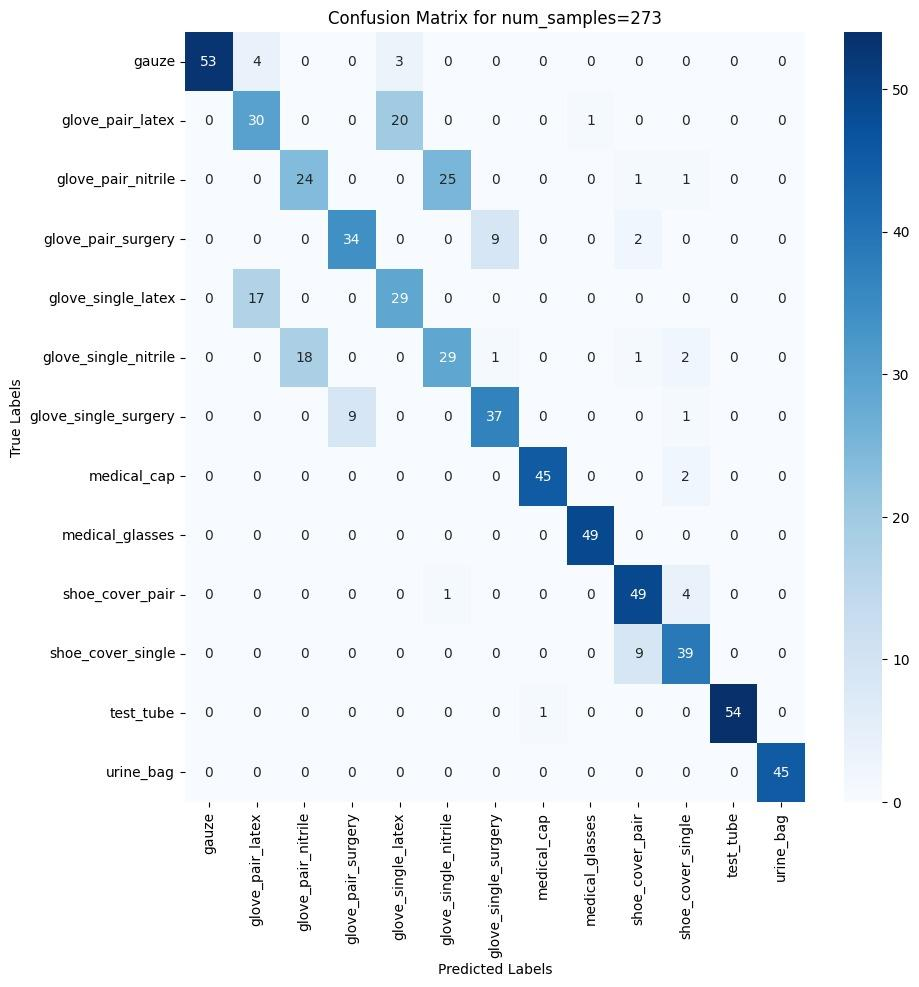 Confusion Matrix for num_samples=273
gauze 53 4 0 0 3 0 0 0 0 0 0 0 0
glove_pair_latex 0 30 0 0 20 0 0 0 1 0 0 0 0
glove_pair_nitrile 0 0 24 0 0 25 0 0 0 1 1 0 0
glove_pair_surgery 0 0 0 34 0 0 9 0 0 2 0 0 0
glove_single_latex 0 17 0 0 29 0 0 0 0 0 0 0 0
glove_single_nitrile 0 0 18 0 0 29 1 0 0 1 2 0 0
glove_single_surgery 0 0 0 9 0 0 37 0 0 0 1 0 0
medical_cap 0 0 0 0 0 0 0 45 0 0 2 0 0
medical_glasses 0 0 0 0 0 0 0 0 49 0 0 0 0
shoe_cover_pair 0 0 0 0 0 1 0 0 0 49 4 0 0
shoe_cover_single 0 0 0 0 0 0 0 0 0 9 39 0 0
test_tube 0 0 0 0 0 0 0 1 0 0 0 54 0
urine_bag 0 0 0 0 0 0 0 0 0 0 0 0 45
True Labels
gauze
glove_pair_latex
glove_pair_nitrile
glove_pair_surgery
glove_single_latex
glove_single_nitrile
glove_single_surgery
medical_cap
medical_glasses
shoe_cover_pair
shoe_cover_single
test_tube
urine_bag
Predicted Labels
50
40
30
20
10
0